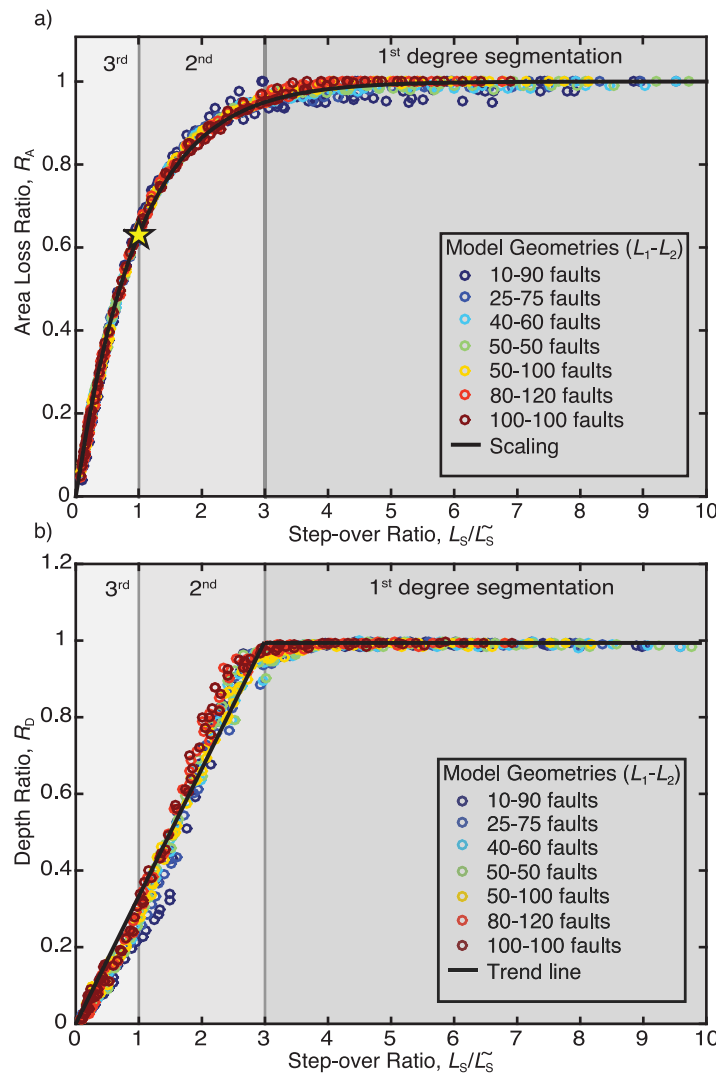 a)
3rd
2nd
1st degree segmentation
1
0.8
0.6
0.4
0.2
0
Area Loss Ratio, RA
Model Geometries (L1-L2)
10-90 faults
25-75 faults
40-60 faults
50-50 faults
50-100 faults
80-120 faults
100-100 faults
Scaling
0 1 2 3 4 5 6 7 8 9 10
Step-over Ratio, LS/L̃S
b)
1.2
3rd
2nd
1st degree segmentation
1
0.8
0.6
0.4
0.2
0
Depth Ratio, RD
Model Geometries (L1-L2)
10-90 faults
25-75 faults
40-60 faults
50-50 faults
50-100 faults
80-120 faults
100-100 faults
Trend line
0 1 2 3 4 5 6 7 8 9 10
Step-over Ratio, LS/L̃S